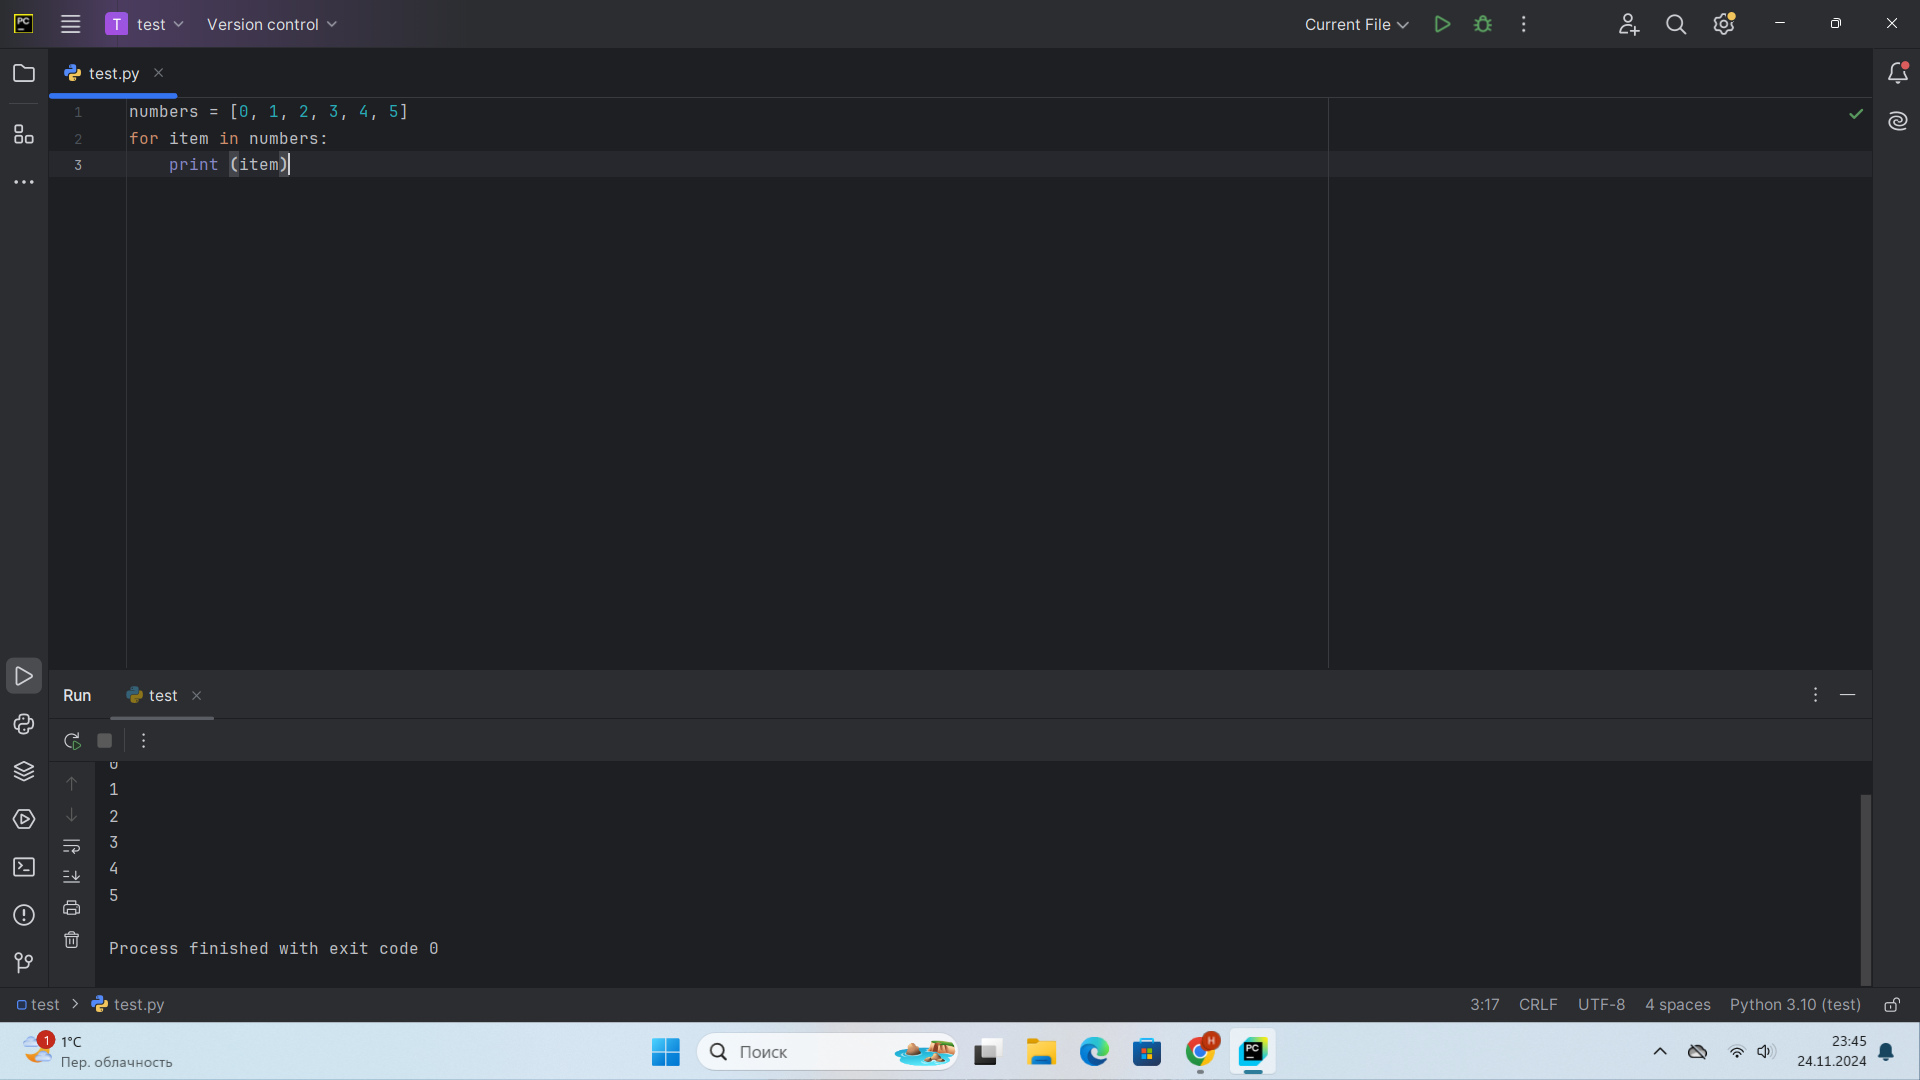 PC T test Version control Current File
test.py
1 numbers = [0, 1, 2, 3, 4, 5]
2 for item in numbers:
3     print (item)
Run test
0
1
2
3
4
5
Process finished with exit code 0
test > test.py 3:17 CRLF UTF-8 4 spaces Python 3.10 (test)
1 1°C
Пер. облачность
Поиск
H
PC
23:45
24.11.2024